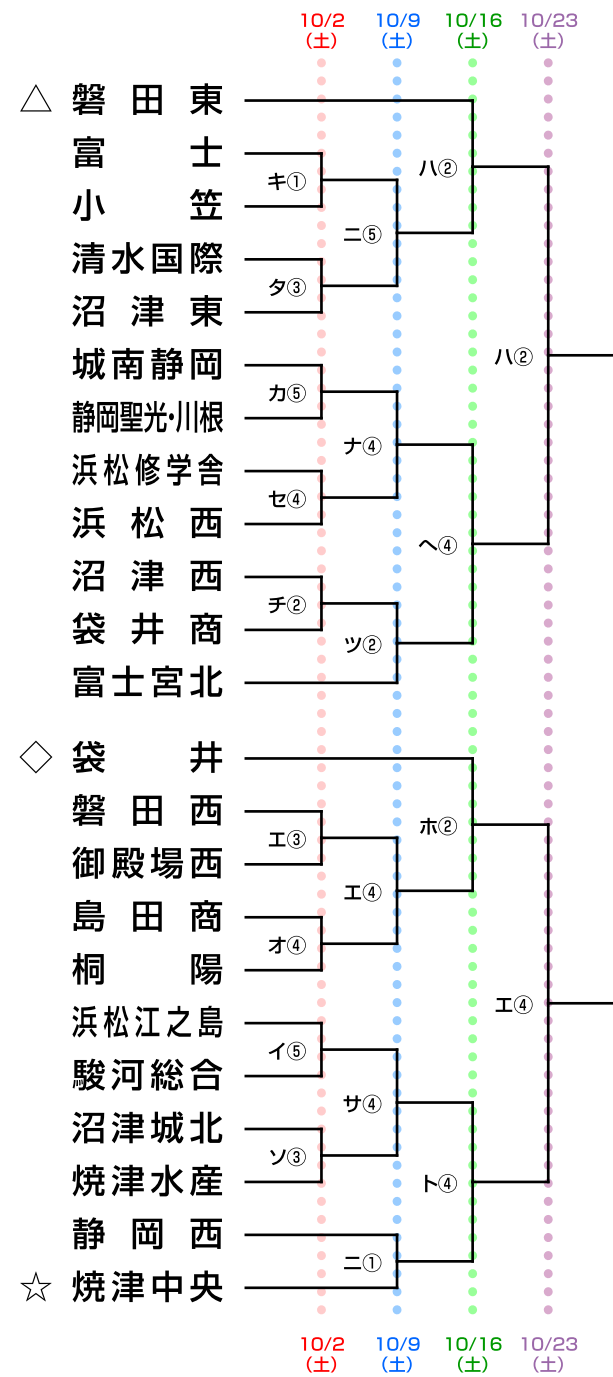 10/2 10/9 10/16 10/23
(土) (土) (土) (土)
△ 磐田東
富士
小笠
清水国際
沼津東
城南静岡
静岡聖光・川根
浜松修学舎
浜松西
沼津西
袋井商
富士宮北
キ①
タ③
カ⑤
セ④
チ②
ニ⑤
ナ④
ツ②
ハ②
ヘ④
ハ②
◇ 袋井
磐田西
御殿場西
島田商
桐陽
浜松江之島
駿河総合
沼津城北
焼津水産
静岡西
☆ 焼津中央
エ③
オ④
イ⑤
ソ③
エ④
サ④
ニ①
ホ②
ト④
エ④
10/2 10/9 10/16 10/23
(土) (土) (土) (土)